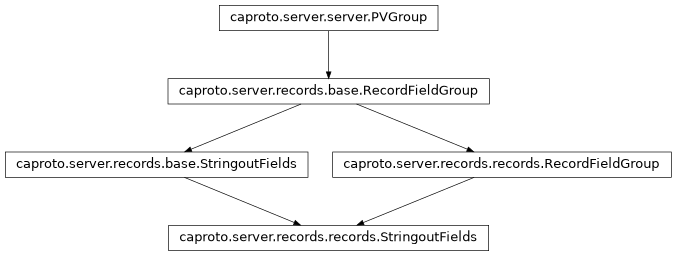 caproto.server.server.PVGroup
caproto.server.records.base.RecordFieldGroup
caproto.server.records.base.StringoutFields
caproto.server.records.records.RecordFieldGroup
caproto.server.records.records.StringoutFields